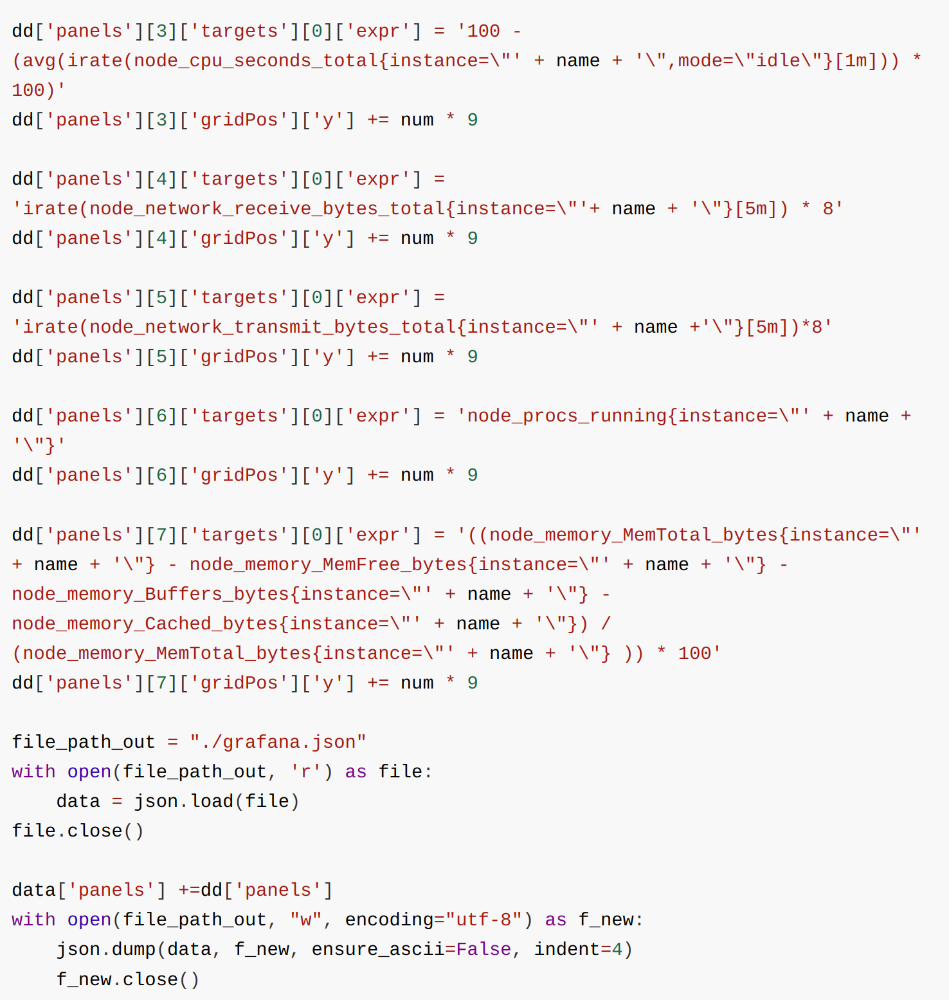 dd['panels'][3]['targets'][0]['expr'] = '100 -
(avg(irate(node_cpu_seconds_total{instance=\"' + name + '\",mode=\"idle\"}[1m])) *
100)'
dd['panels'][3]['gridPos']['y'] += num * 9

dd['panels'][4]['targets'][0]['expr'] =
'irate(node_network_receive_bytes_total{instance=\"'+ name + '\"}[5m]) * 8'
dd['panels'][4]['gridPos']['y'] += num * 9

dd['panels'][5]['targets'][0]['expr'] =
'irate(node_network_transmit_bytes_total{instance=\"' + name +'\"}[5m])*8'
dd['panels'][5]['gridPos']['y'] += num * 9

dd['panels'][6]['targets'][0]['expr'] = 'node_procs_running{instance=\"' + name +
'\"}'
dd['panels'][6]['gridPos']['y'] += num * 9

dd['panels'][7]['targets'][0]['expr'] = '((node_memory_MemTotal_bytes{instance=\"'
+ name + '\"} - node_memory_MemFree_bytes{instance=\"' + name + '\"} -
node_memory_Buffers_bytes{instance=\"' + name + '\"} -
node_memory_Cached_bytes{instance=\"' + name + '\"}) /
(node_memory_MemTotal_bytes{instance=\"' + name + '\"} )) * 100'
dd['panels'][7]['gridPos']['y'] += num * 9

file_path_out = "./grafana.json"
with open(file_path_out, 'r') as file:
    data = json.load(file)
file.close()

data['panels'] +=dd['panels']
with open(file_path_out, "w", encoding="utf-8") as f_new:
    json.dump(data, f_new, ensure_ascii=False, indent=4)
    f_new.close()